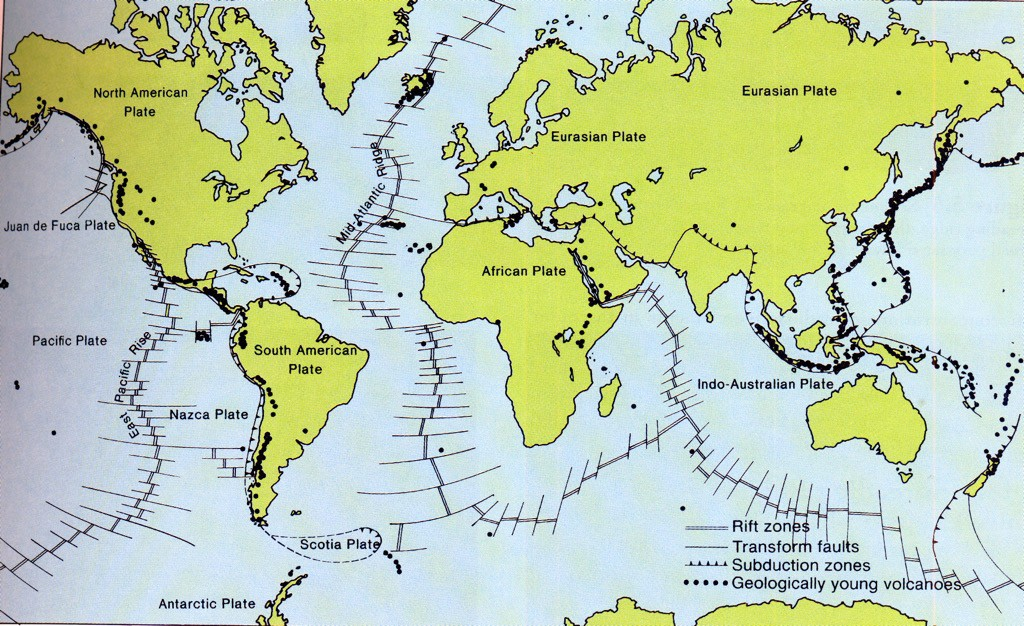 North American
Plate
Eurasian Plate
Eurasian Plate
Mid-Atlantic Ridge
Juan de Fuca Plate
African Plate
Pacific Plate
East Pacific Rise
South American
Plate
Indo-Australian Plate
Nazca Plate
Scotia Plate
Antarctic Plate
Rift zones
Transform faults
Subduction zones
Geologically young volcanoes